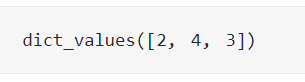 dict_values([2, 4, 3])